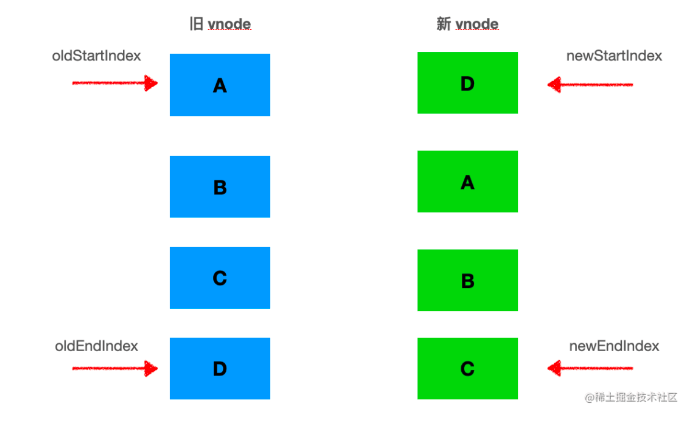 旧 vnode
新 vnode
oldStartIndex
newStartIndex
A
D
B
A
C
B
oldEndIndex
newEndIndex
D
C
@稀土掘金技术社区